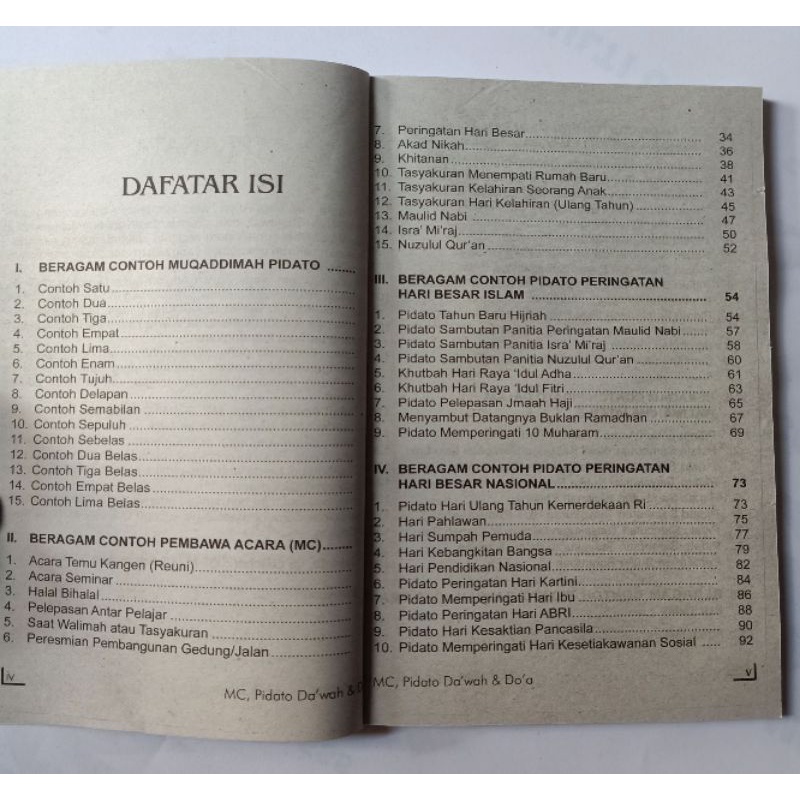 DAFATAR ISI
I. BERAGAM CONTOH MUQADDIMAH PIDATO ........
1. Contoh Satu
2. Contoh Dua
3. Contoh Tiga
4. Contoh Empat
5. Contoh Lima
6. Contoh Enam
7. Contoh Tujuh
8. Contoh Delapan
9. Contoh Semabilan
10. Contoh Sepuluh
11. Contoh Sebelas
12. Contoh Dua Belas
13. Contoh Tiga Belas
14. Contoh Empat Belas
15. Contoh Lima Belas
II. BERAGAM CONTOH PEMBAWA ACARA (MC)
1. Acara Temu Kangen (Reuni)
2. Acara Seminar
3. Halal Bihalal
4. Pelepasan Antar Pelajar
5. Saat Walimah atau Tasyakuran
6. Peresmian Pembangunan Gedung/Jalan
iv
MC, Pidato Da'wah &
7. Peringatan Hari Besar 34
8. Akad Nikah 36
9. Khitanan 38
10. Tasyakuran Menempati Rumah Baru 41
11. Tasyakuran Kelahiran Seorang Anak 43
12. Tasyakuran Hari Kelahiran (Ulang Tahun) 45
13. Maulid Nabi 47
14. Isra' Mi'raj 50
15. Nuzulul Qur'an 52
III. BERAGAM CONTOH PIDATO PERINGATAN
HARI BESAR ISLAM 54
1. Pidato Tahun Baru Hijriah 54
2. Pidato Sambutan Panitia Peringatan Maulid Nabi 57
3. Pidato Sambutan Panitia Isra' Mi'raj 58
4. Pidato Sambutan Panitia Nuzulul Qur'an 60
5. Khutbah Hari Raya 'Idul Adha 61
6. Khutbah Hari Raya 'Idul Fitri 63
7. Pidato Pelepasan Jmaah Haji 65
8. Menyambut Datangnya Buklan Ramadhan 67
9. Pidato Memperingati 10 Muharam 69
IV. BERAGAM CONTOH PIDATO PERINGATAN
HARI BESAR NASIONAL 73
1. Pidato Hari Ulang Tahun Kemerdekaan RI 73
2. Hari Pahlawan 75
3. Hari Sumpah Pemuda 77
4. Hari Kebangkitan Bangsa 79
5. Hari Pendidikan Nasional 82
6. Pidato Peringatan Hari Kartini 84
7. Pidato Memperingati Hari Ibu 86
8. Pidato Peringatan Hari ABRI 88
9. Pidato Hari Kesaktian Pancasila 90
10. Pidato Memperingati Hari Kesetiakawanan Sosial 92
MC, Pidato Da'wah & Do'a
v